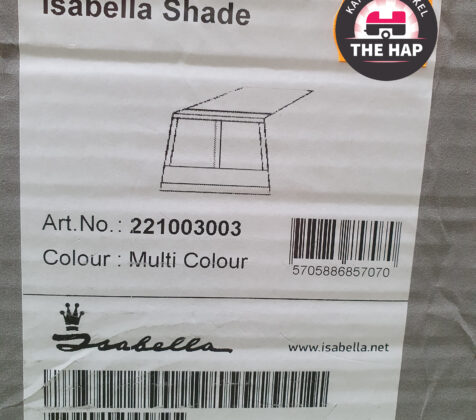 Isabella Shade
THE HAP
Art.No.: 221003003
Colour : Multi Colour
5705886857070
Isabella
www.isabella.net